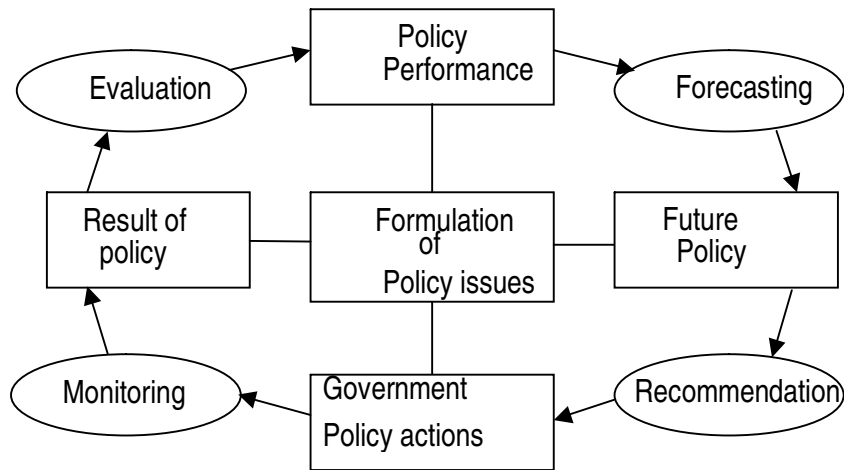 Policy
Performance
Evaluation
Forecasting
Result of
policy
Formulation
of
Policy issues
Future
Policy
Monitoring
Government
Policy actions
Recommendation